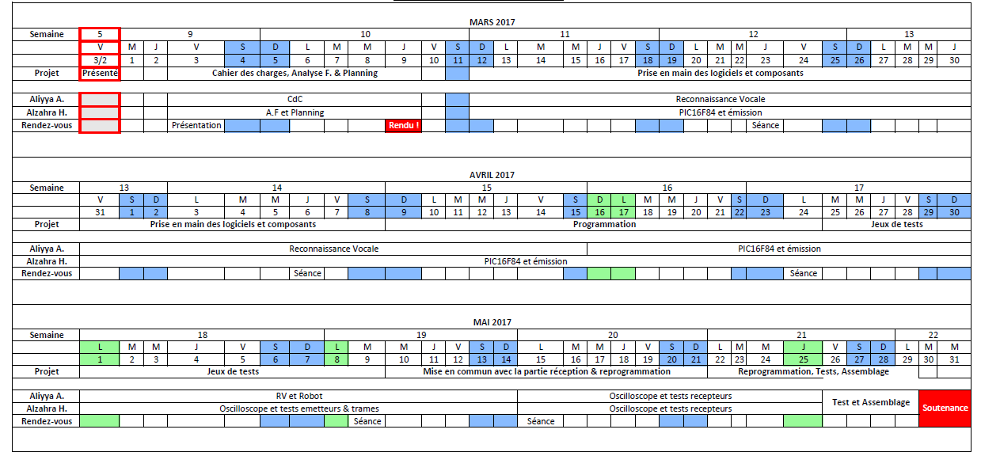 MARS 2017
Semaine 5 9 10 11 12 13
V M J V S D L M M J V S D L M M J V S D L M M J V S D L M M J
3/2 1 2 3 4 5 6 7 8 9 10 11 12 13 14 15 16 17 18 19 20 21 22 23 24 25 26 27 28 29 30
Projet Présenté Cahier des charges, Analyse F. & Planning Prise en main des logiciels et composants
Aliyya A. CdC Reconnaissance Vocale
Alzahra H. A.F et Planning PIC16F84 et émission
Rendez-vous Présentation Rendu ! Séance
AVRIL 2017
Semaine 13 14 15 16 17
V S D L M M J V S D L M M J V S D L M M J V S D L M M J V S D
31 1 2 3 4 5 6 7 8 9 10 11 12 13 14 15 16 17 18 19 20 21 22 23 24 25 26 27 28 29 30
Projet Prise en main des logiciels et composants Programmation Jeux de tests
Aliyya A. Reconnaissance Vocale PIC16F84 et émission
Alzahra H. PIC16F84 et émission
Rendez-vous Séance Séance
MAI 2017
Semaine 18 19 20 21 22
L M M J V S D L M M J V S D L M M J V S D L M M J V S D L M M
1 2 3 4 5 6 7 8 9 10 11 12 13 14 15 16 17 18 19 20 21 22 23 24 25 26 27 28 29 30 31
Projet Jeux de tests Mise en commun avec la partie réception & reprogrammation Reprogrammation, Tests, Assemblage
Aliyya A. RV et Robot Oscilloscope et tests recepteurs
Test et Assemblage Soutenance
Alzahra H. Oscilloscope et tests emetteurs & trames Oscilloscope et tests recepteurs
Rendez-vous Séance Séance